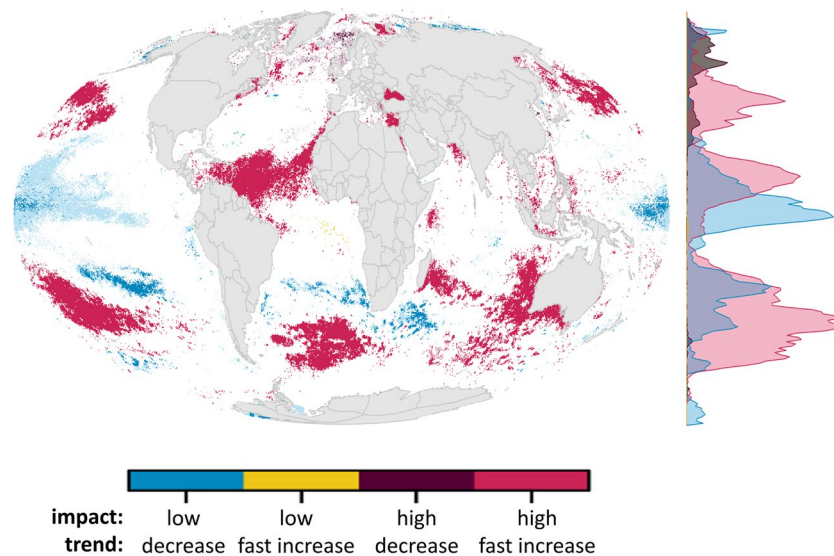 impact: low low high high
trend: decrease fast increase decrease fast increase